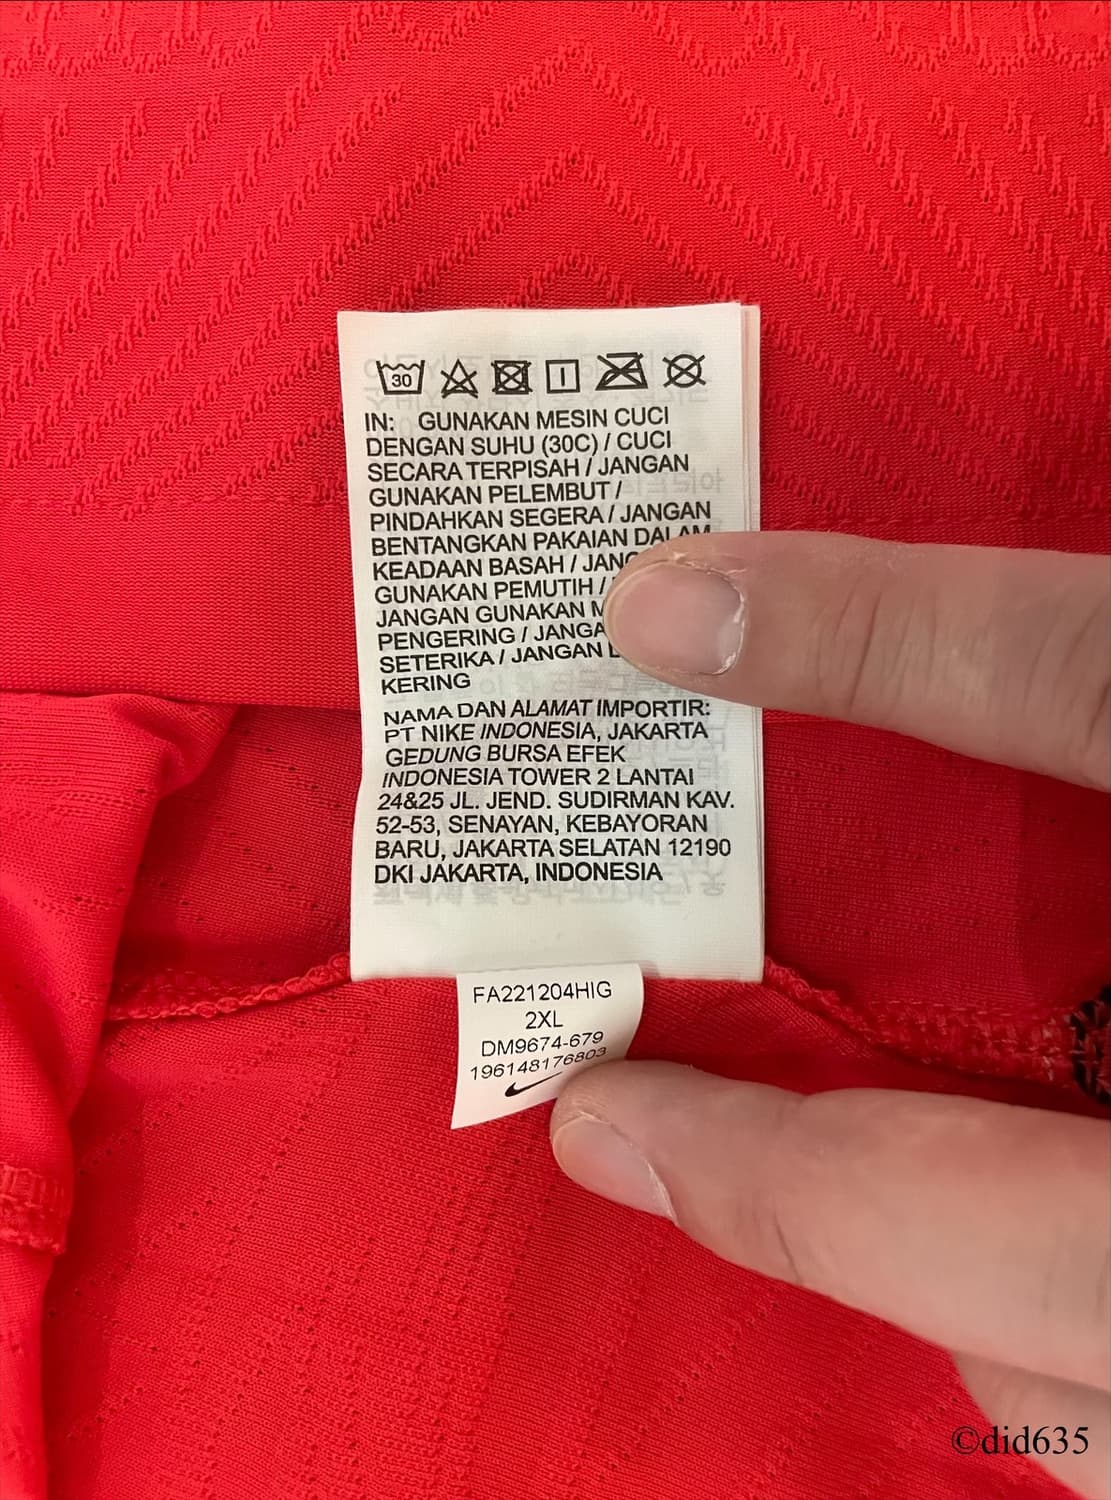 30
IN: GUNAKAN MESIN CUCI
DENGAN SUHU (30C) / CUCI
SECARA TERPISAH / JANGAN
GUNAKAN PELEMBUT /
PINDAHKAN SEGERA / JANGAN
BENTANGKAN PAKAIAN DALAM
KEADAAN BASAH /
GUNAKAN PEMUTIH /
JANGAN GUNAKAN
PENGERING /
SETERIKA / JANGAN
KERING
NAMA DAN ALAMAT IMPORTIR:
PT NIKE INDONESIA, JAKARTA
GEDUNG BURSA EFEK
INDONESIA TOWER 2 LANTAI
24&25 JL. JEND. SUDIRMAN KAV.
52-53, SENAYAN, KEBAYORAN
BARU, JAKARTA SELATAN 12190
DKI JAKARTA, INDONESIA
FA221204HIG
2XL
DM9674-679
196148176803
©did635